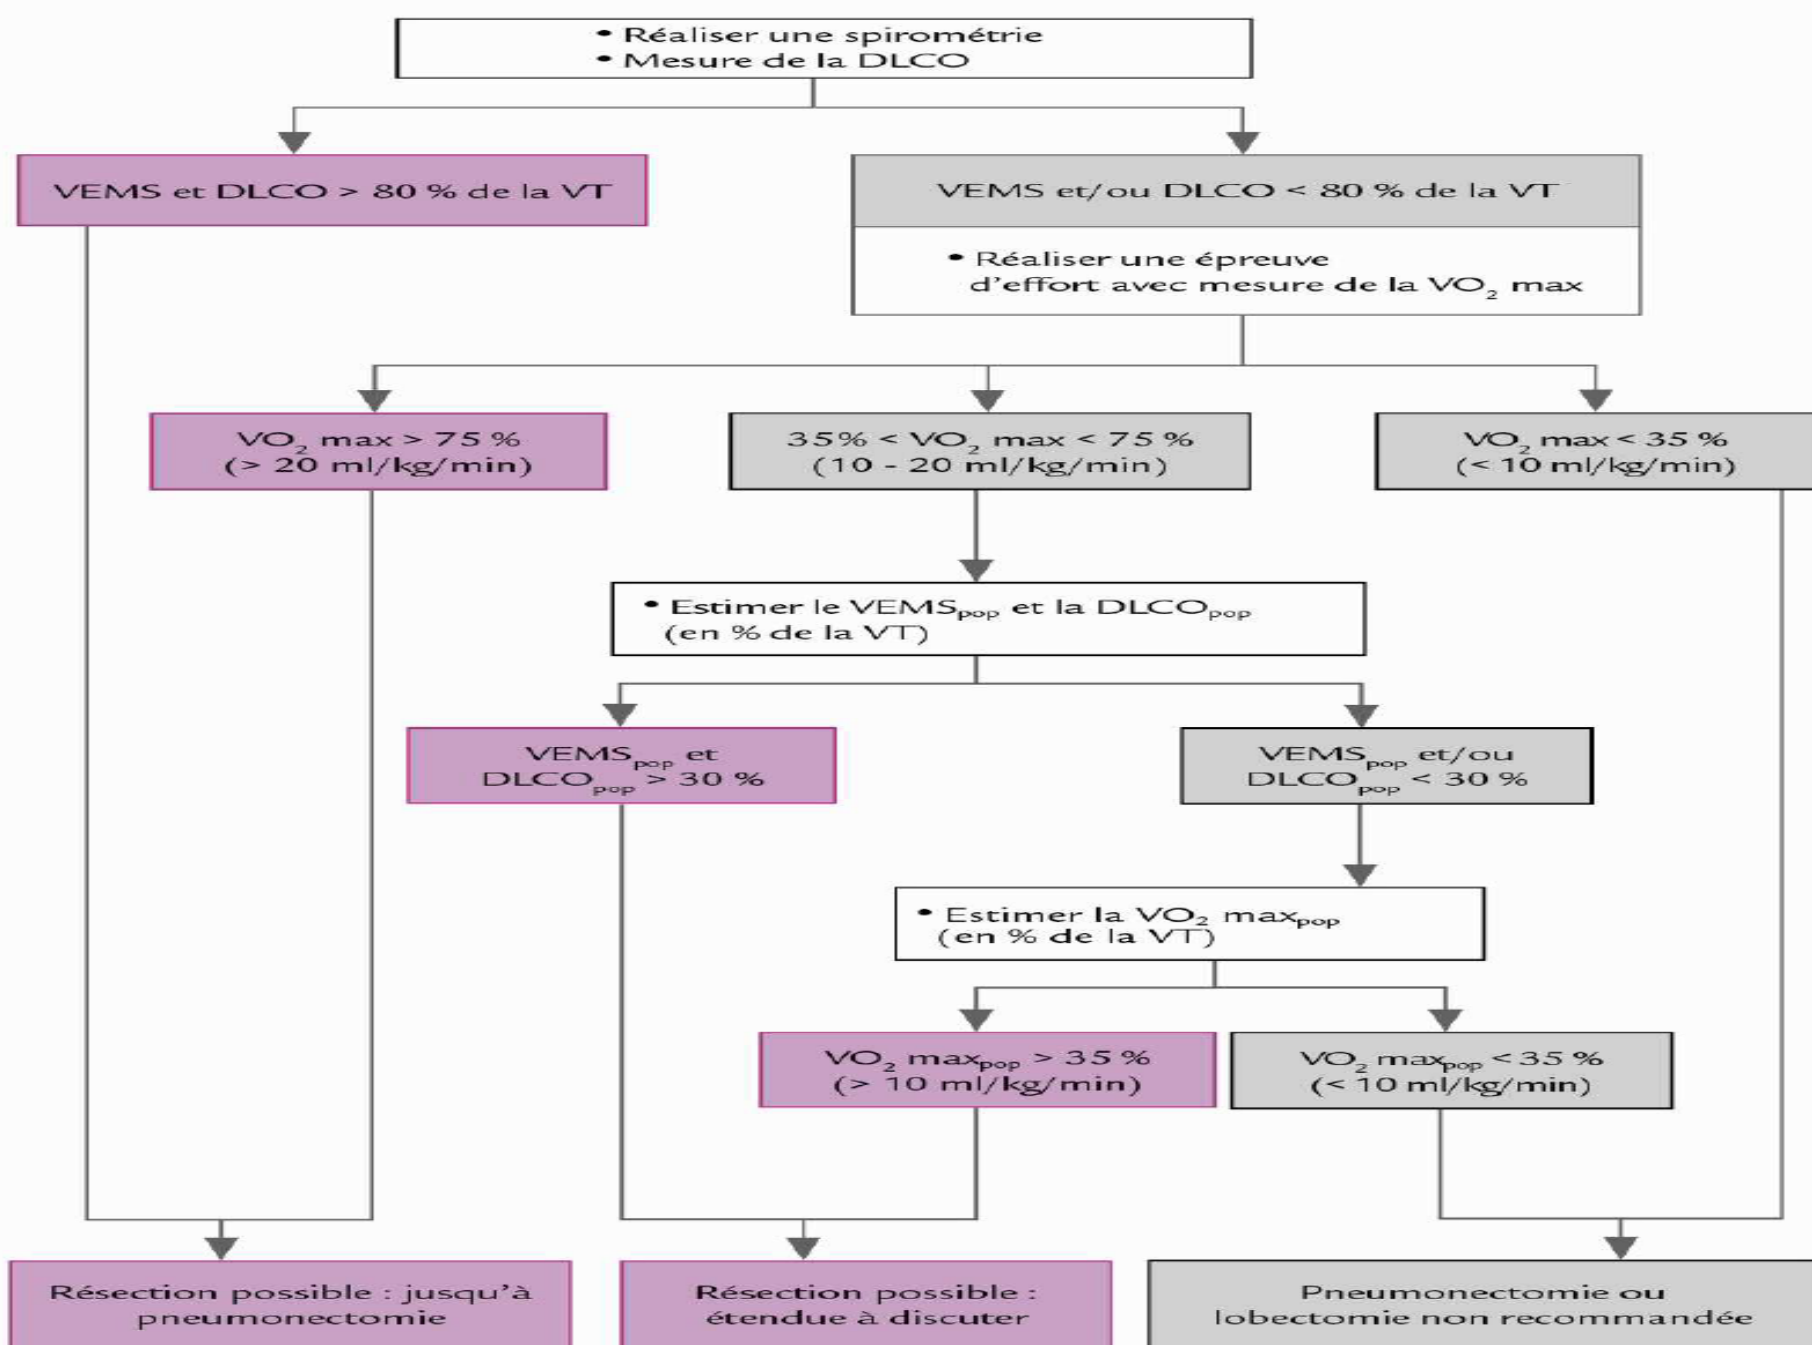 • Réaliser une spirométrie
• Mesure de la DLCO
VEMS et DLCO > 80 % de la VT
VEMS et/ou DLCO < 80 % de la VT
• Réaliser une épreuve
d'effort avec mesure de la VO₂ max
VO₂ max > 75 %
(> 20 ml/kg/min)
35% < VO₂ max < 75 %
(10 - 20 ml/kg/min)
VO₂ max < 35 %
(< 10 ml/kg/min)
• Estimer le VEMSpop et la DLCOpop
(en % de la VT)
VEMSpop et
DLCOpop > 30 %
VEMSpop et/ou
DLCOpop < 30 %
• Estimer la VO₂ maxpop
(en % de la VT)
VO₂ maxpop > 35 %
(> 10 ml/kg/min)
VO₂ maxpop < 35 %
(< 10 ml/kg/min)
Résection possible : jusqu'à
pneumonectomie
Résection possible :
étendue à discuter
Pneumonectomie ou
lobectomie non recommandée